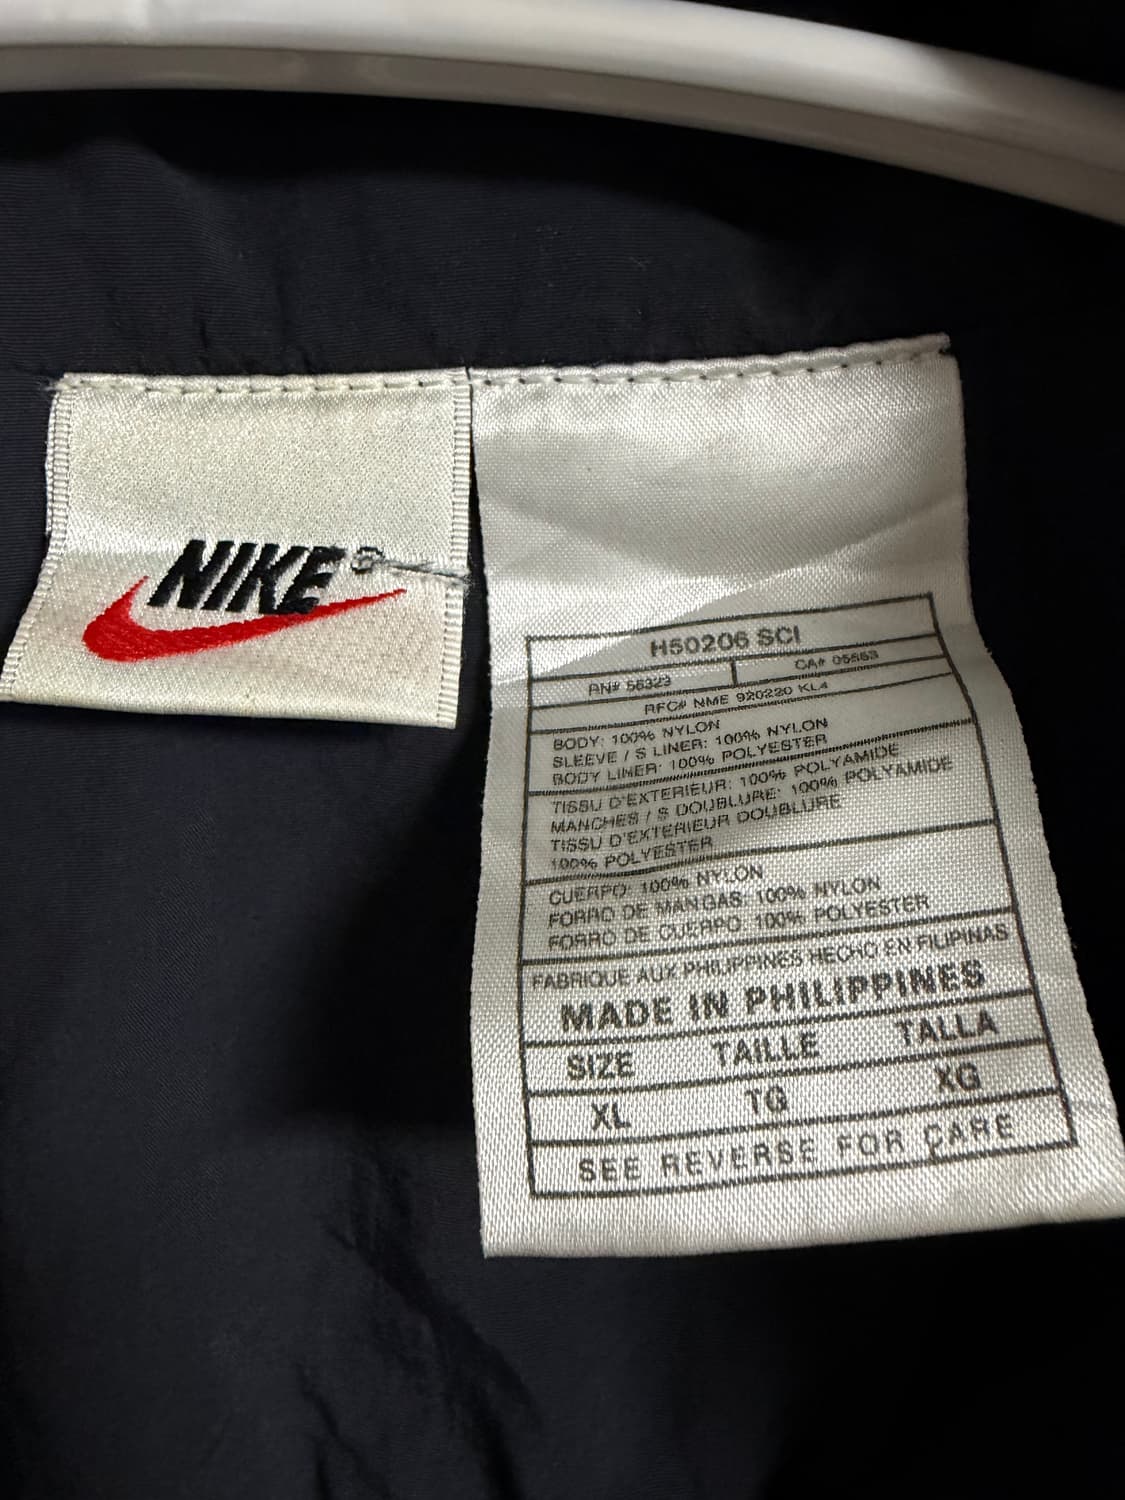 NIKE®
H50206 SCI
RN# 56323 CA# 05553
RFC# NME 920220 KL4
BODY: 100% NYLON
SLEEVE / S LINER: 100% NYLON
BODY LINER: 100% POLYESTER
TISSU D'EXTERIEUR: 100% POLYAMIDE
MANCHES / S DOUBLURE: 100% POLYAMIDE
TISSU D'EXTERIEUR DOUBLURE
100% POLYESTER
CUERPO: 100% NYLON
FORRO DE MANGAS: 100% NYLON
FORRO DE CUERPO: 100% POLYESTER
FABRIQUE AUX PHILIPPINES HECHO EN FILIPINAS
MADE IN PHILIPPINES
SIZE TAILLE TALLA
XL TG XG
SEE REVERSE FOR CARE